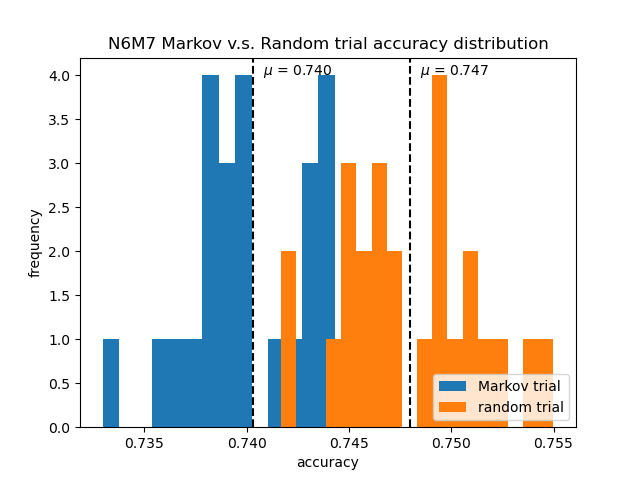 N6M7 Markov v.s. Random trial accuracy distribution
μ = 0.740
μ = 0.747
4.0
3.5
3.0
2.5
2.0
1.5
1.0
0.5
0.0
frequency
Markov trial
random trial
0.735
0.740
0.745
0.750
0.755
accuracy